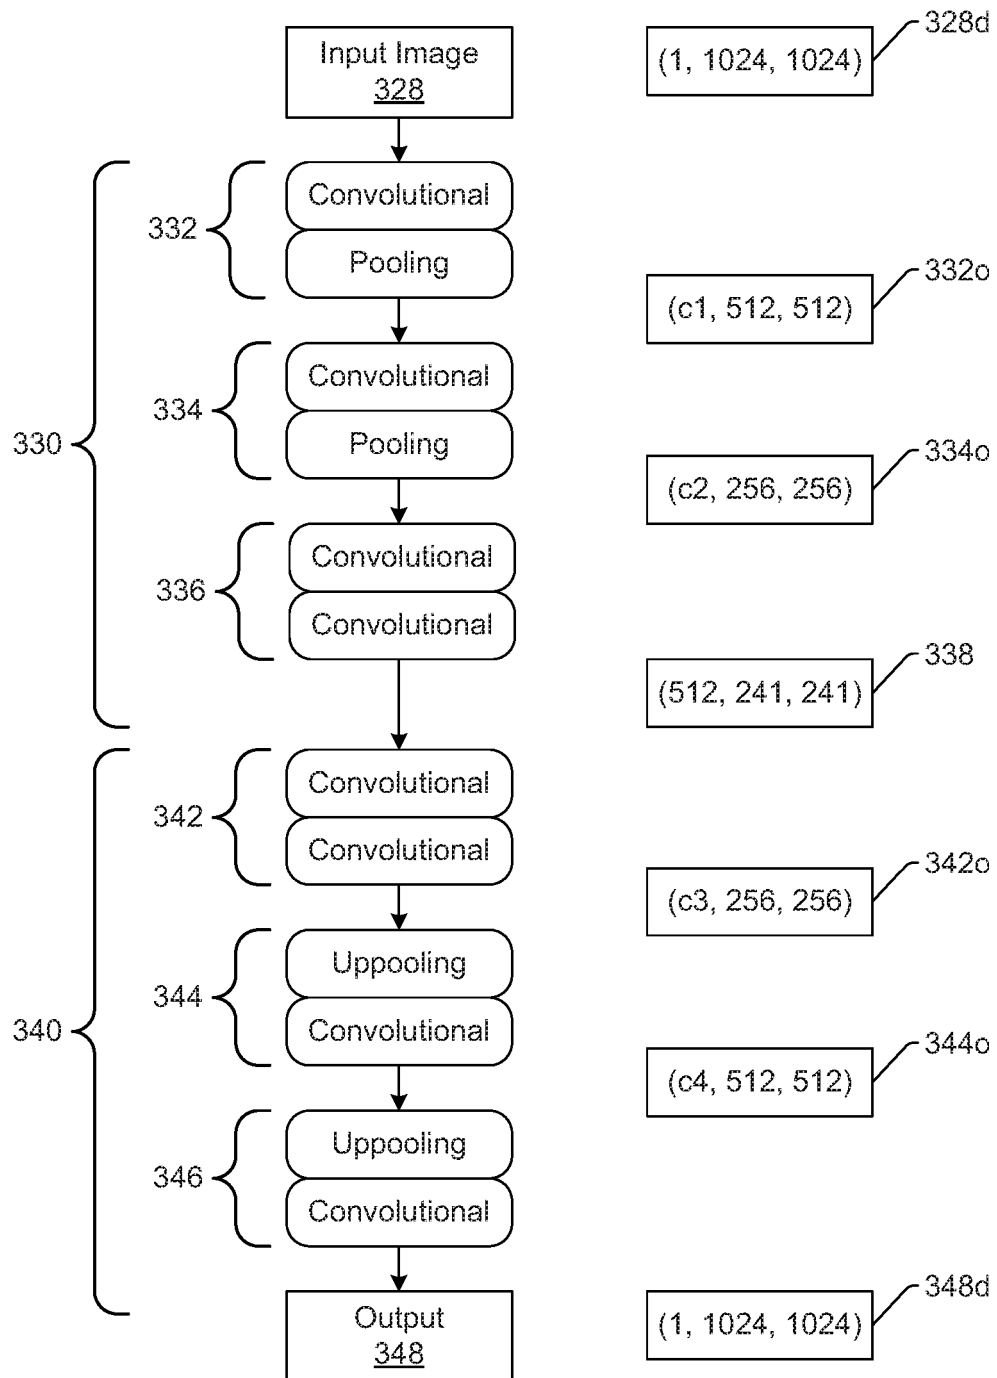 328d
Input Image
328
(1, 1024, 1024)
Convolutional
332
Pooling
332o
(c1, 512, 512)
Convolutional
334
330
Pooling
334o
(c2, 256, 256)
Convolutional
336
Convolutional
338
(512, 241, 241)
Convolutional
342
Convolutional
342o
(c3, 256, 256)
Uppooling
344
340
Convolutional
344o
(c4, 512, 512)
Uppooling
346
Convolutional
348d
Output
348
(1, 1024, 1024)